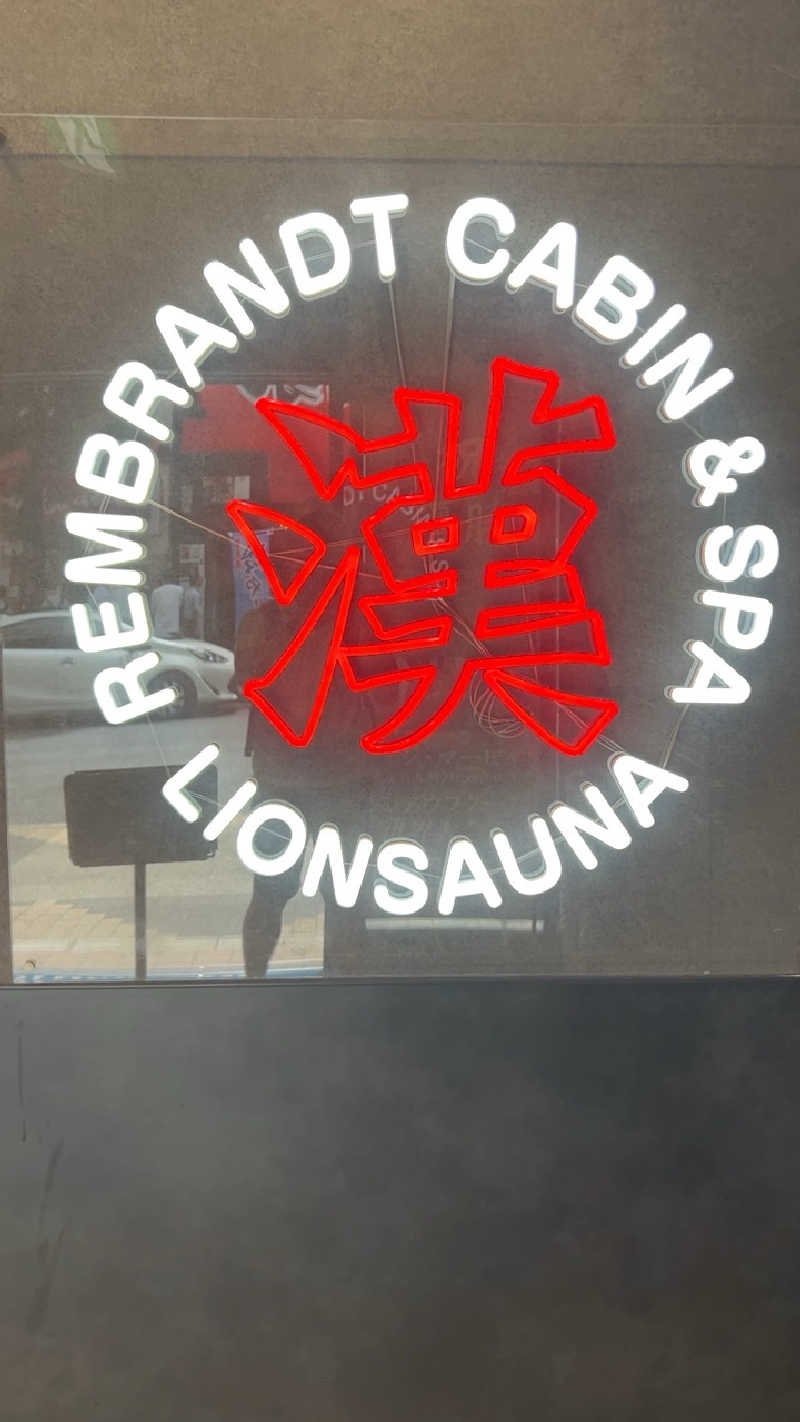 REMBRANDT CABIN & SPA
漢
LIONSAUNA